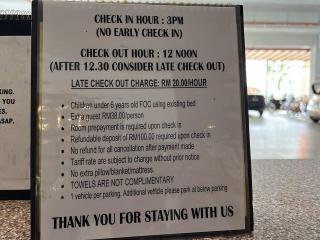 CHECK IN HOUR : 3PM
(NO EARLY CHECK IN)
CHECK OUT HOUR : 12 NOON
(AFTER 12.30 CONSIDER LATE CHECK OUT)
LATE CHECK OUT CHARGE: RM 20.00/HOUR
• Children under 6 years old FOC using existing bed
• Extra guest RM38.00/person
• Room prepayment is required upon check in
• Refundable deposit of RM100.00 required upon check in
• No refund for all cancellation after payment made
• Tariff rate are subject to change without prior notice
• No extra pillow/blanket/mattress.
• TOWELS ARE NOT COMPLIMENTARY
• 1 vehicle per parking. Additional vehicle please park at below parking
THANK YOU FOR STAYING WITH US
KING.
YOU
ES.
ASAP.